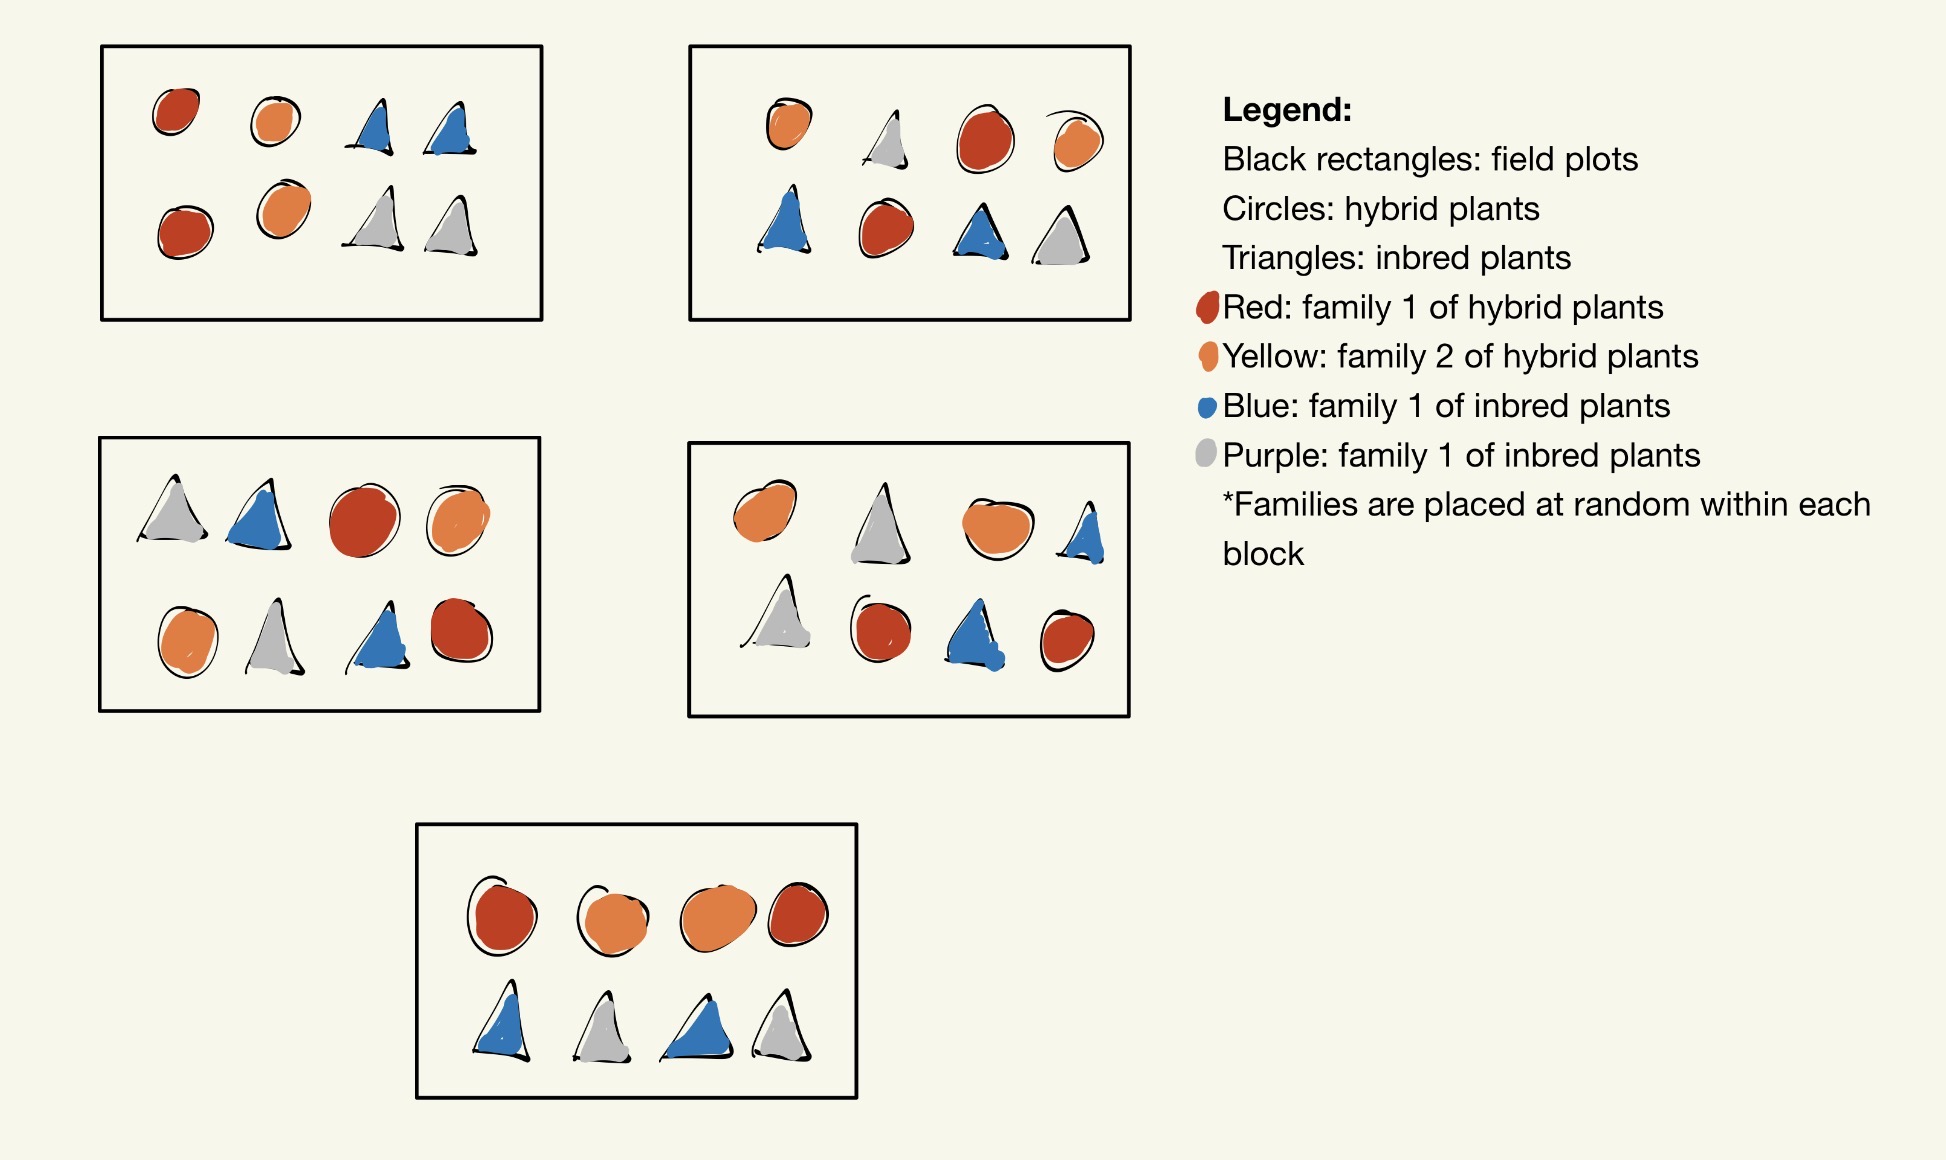 Legend:
Black rectangles: field plots
Circles: hybrid plants
Triangles: inbred plants
Red: family 1 of hybrid plants
Yellow: family 2 of hybrid plants
Blue: family 1 of inbred plants
Purple: family 1 of inbred plants
*Families are placed at random within each
block